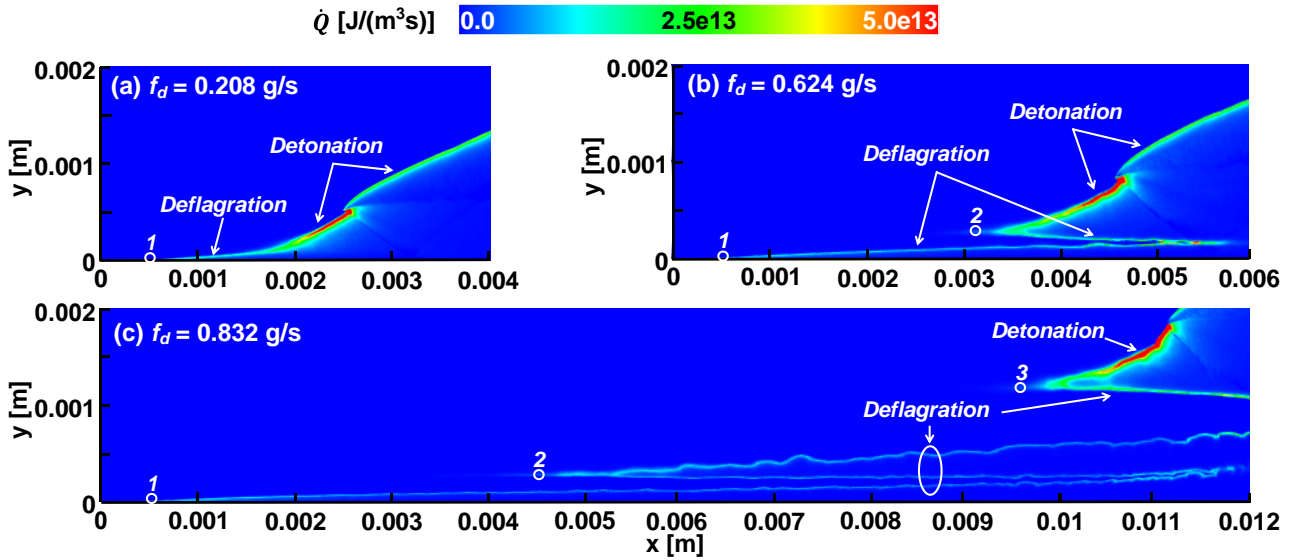 Q̇ [J/(m³s)] 0.0 2.5e13 5.0e13
(a) f_d = 0.208 g/s
0.002
0.001
0
y [m]
Detonation
Deflagration
1
0 0.001 0.002 0.003 0.004
(b) f_d = 0.624 g/s
0.002
0.001
0
y [m]
Detonation
Deflagration
2
1
0 0.001 0.002 0.003 0.004 0.005 0.006
(c) f_d = 0.832 g/s
0.002
0.001
0
y [m]
Detonation
3
Deflagration
2
1
0 0.001 0.002 0.003 0.004 0.005 0.006 0.007 0.008 0.009 0.01 0.011 0.012
x [m]